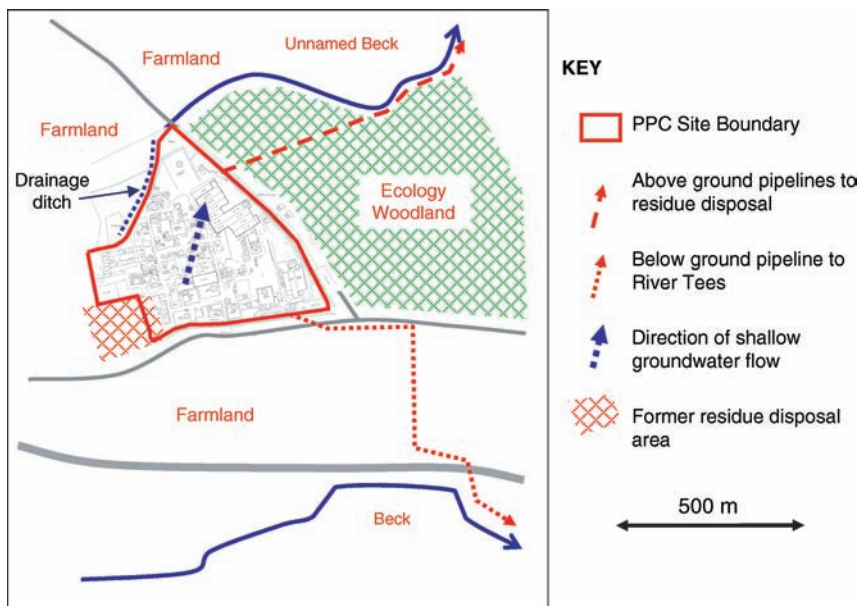 Farmland
Unnamed Beck
Farmland
Drainage
ditch
Ecology
Woodland
Farmland
Beck
KEY
PPC Site Boundary
Above ground pipelines to
residue disposal
Below ground pipeline to
River Tees
Direction of shallow
groundwater flow
Former residue disposal
area
500 m